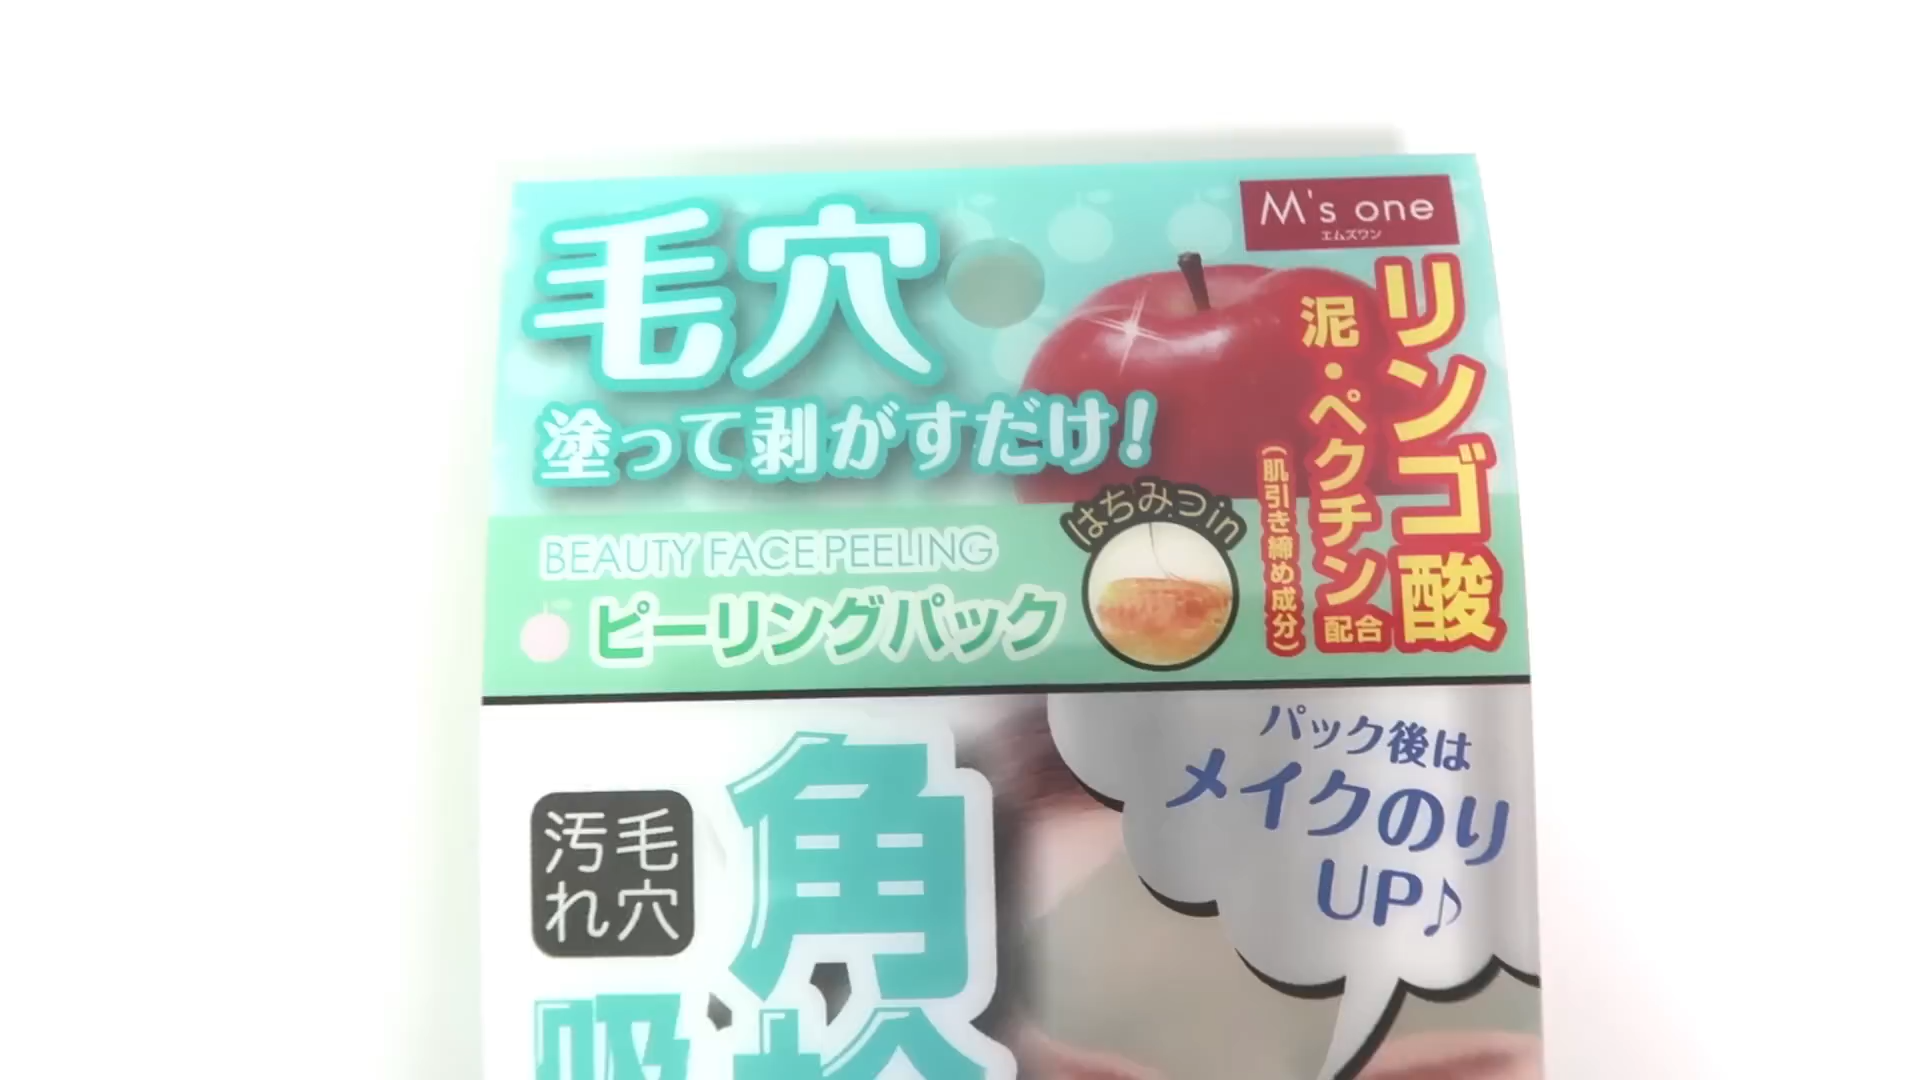 毛穴
塗って剥がすだけ!
BEAUTY FACE PEELING
ピーリングパック
はちみつin
M's one
エムズワン
リンゴ酸
泥・ペクチン配合
(肌引き締め成分)
パック後は
メイクのり
UP♪
毛穴
汚れ
角